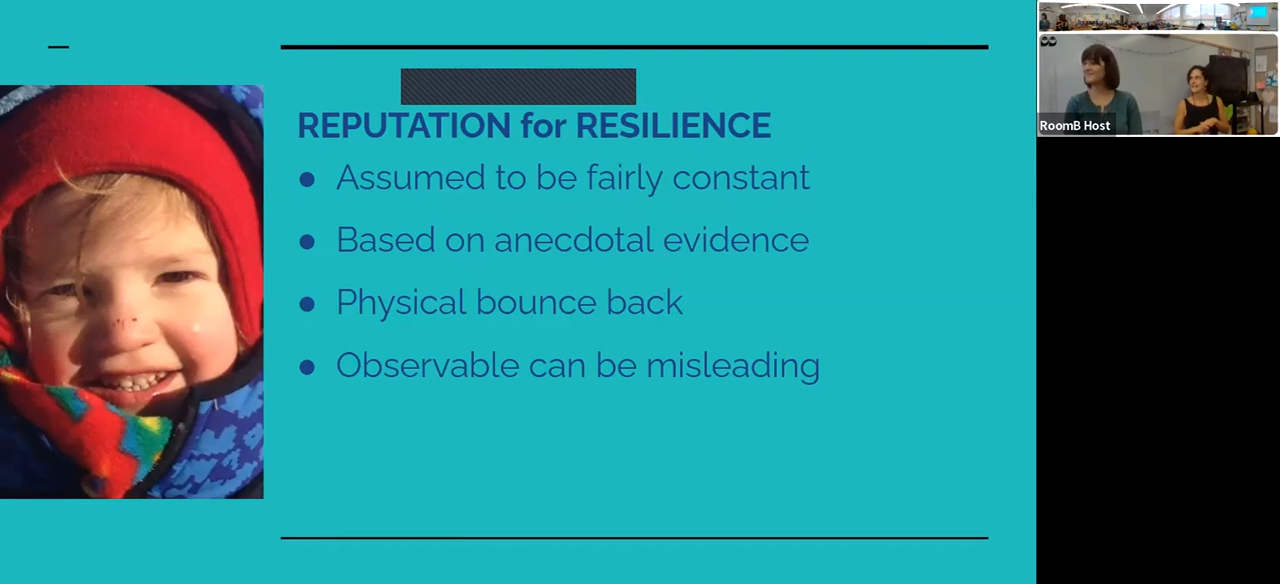 REPUTATION for RESILIENCE
● Assumed to be fairly constant
● Based on anecdotal evidence
● Physical bounce back
● Observable can be misleading
RoomB Host